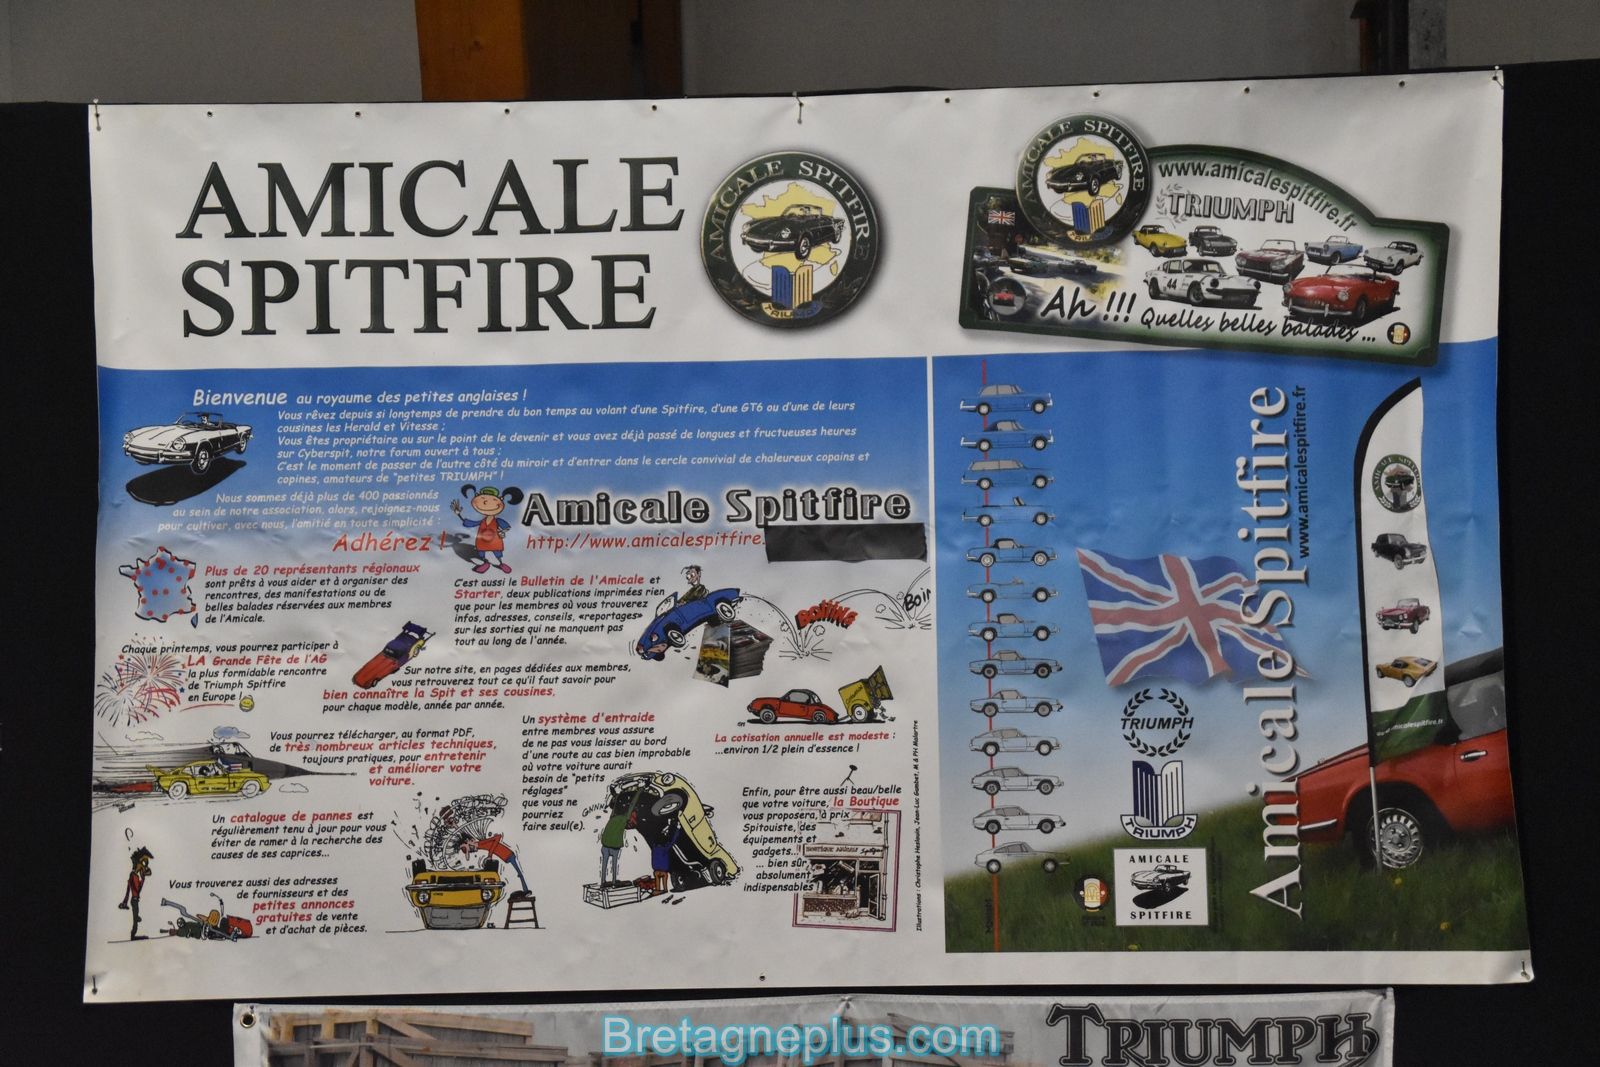 AMICALE
SPITFIRE
AMICALE SPITFIRE
TRIUMPH
AMICALE SPITFIRE
www.amicalespitfire.fr
TRIUMPH
44
Ah !!! Quelles belles balades...
Bienvenue au royaume des petites anglaises !
Vous rêvez depuis si longtemps de prendre du bon temps au volant d'une Spitfire, d'une GT6 ou d'une de leurs
cousines les Herald et Vitesse ;
Vous êtes propriétaire ou sur le point de le devenir et vous avez déjà passé de longues et fructueuses heures
sur Cyberspit, notre forum ouvert à tous ;
C'est le moment de passer de l'autre côté du miroir et d'entrer dans le cercle convivial de chaleureux copains et
copines, amateurs de "petites TRIUMPH" !
Nous sommes déjà plus de 400 passionnés
au sein de notre association, alors, rejoignez-nous
pour cultiver, avec nous, l'amitié en toute simplicité :
Adhérez !
Amicale Spitfire
http://www.amicalespitfire.
Plus de 20 représentants régionaux
sont prêts à vous aider et à organiser des
rencontres, des manifestations ou de
belles balades réservées aux membres
de l'Amicale.
C'est aussi le Bulletin de l'Amicale et
Starter, deux publications imprimées rien
que pour les membres où vous trouverez
infos, adresses, conseils, «reportages»
sur les sorties qui ne manquent pas
tout au long de l'année.
BOIIING
Boin
Chaque printemps, vous pourrez participer à
LA Grande Fête de l'AG
la plus formidable rencontre
de Triumph Spitfire
en Europe !
Sur notre site, en pages dédiées aux membres,
vous retrouverez tout ce qu'il faut savoir pour
bien connaître la Spit et ses cousines,
pour chaque modèle, année par année.
Vous pourrez télécharger, au format PDF,
de très nombreux articles techniques,
toujours pratiques, pour entretenir
et améliorer votre
voiture.
Un système d'entraide
entre membres vous assure
de ne pas vous laisser au bord
d'une route au cas bien improbable
où votre voiture aurait
besoin de "petits
réglages"
que vous ne
pourriez
faire seul(e).
La cotisation annuelle est modeste :
...environ 1/2 plein d'essence !
Un catalogue de pannes est
régulièrement tenu à jour pour vous
éviter de ramer à la recherche des
causes de ses caprices...
Vous trouverez aussi des adresses
de fournisseurs et des
petites annonces
gratuites de vente
et d'achat de pièces.
Enfin, pour être aussi beau/belle
que votre voiture, la Boutique
vous proposera, à prix
Spitouiste, des
équipements et
gadgets...
... bien sûr,
absolument
indispensables
Amicale Spitfire
www.amicalespitfire.fr
TRIUMPH
TRIUMPH
AMICALE
SPITFIRE
TRIUMPH
Bretagneplus.com